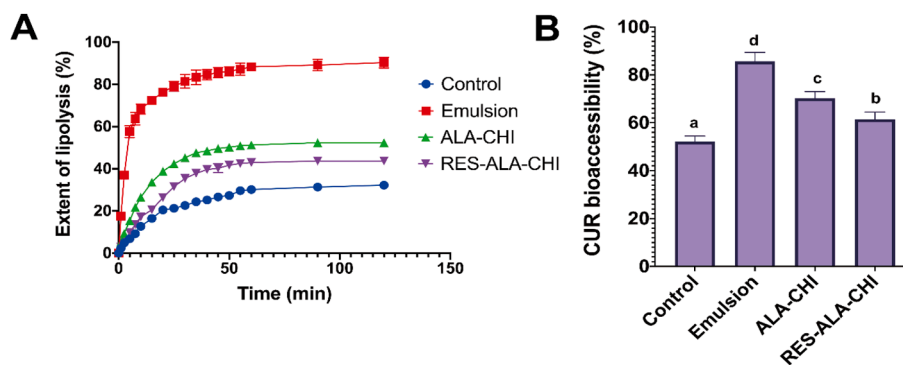 A
Extent of lipolysis (%)
100
80
60
40
20
0
0
50
100
150
Time (min)
Control
Emulsion
ALA-CHI
RES-ALA-CHI
B
CUR bioaccessibility (%)
100
80
60
40
20
0
a
d
c
b
Control
Emulsion
ALA-CHI
RES-ALA-CHI